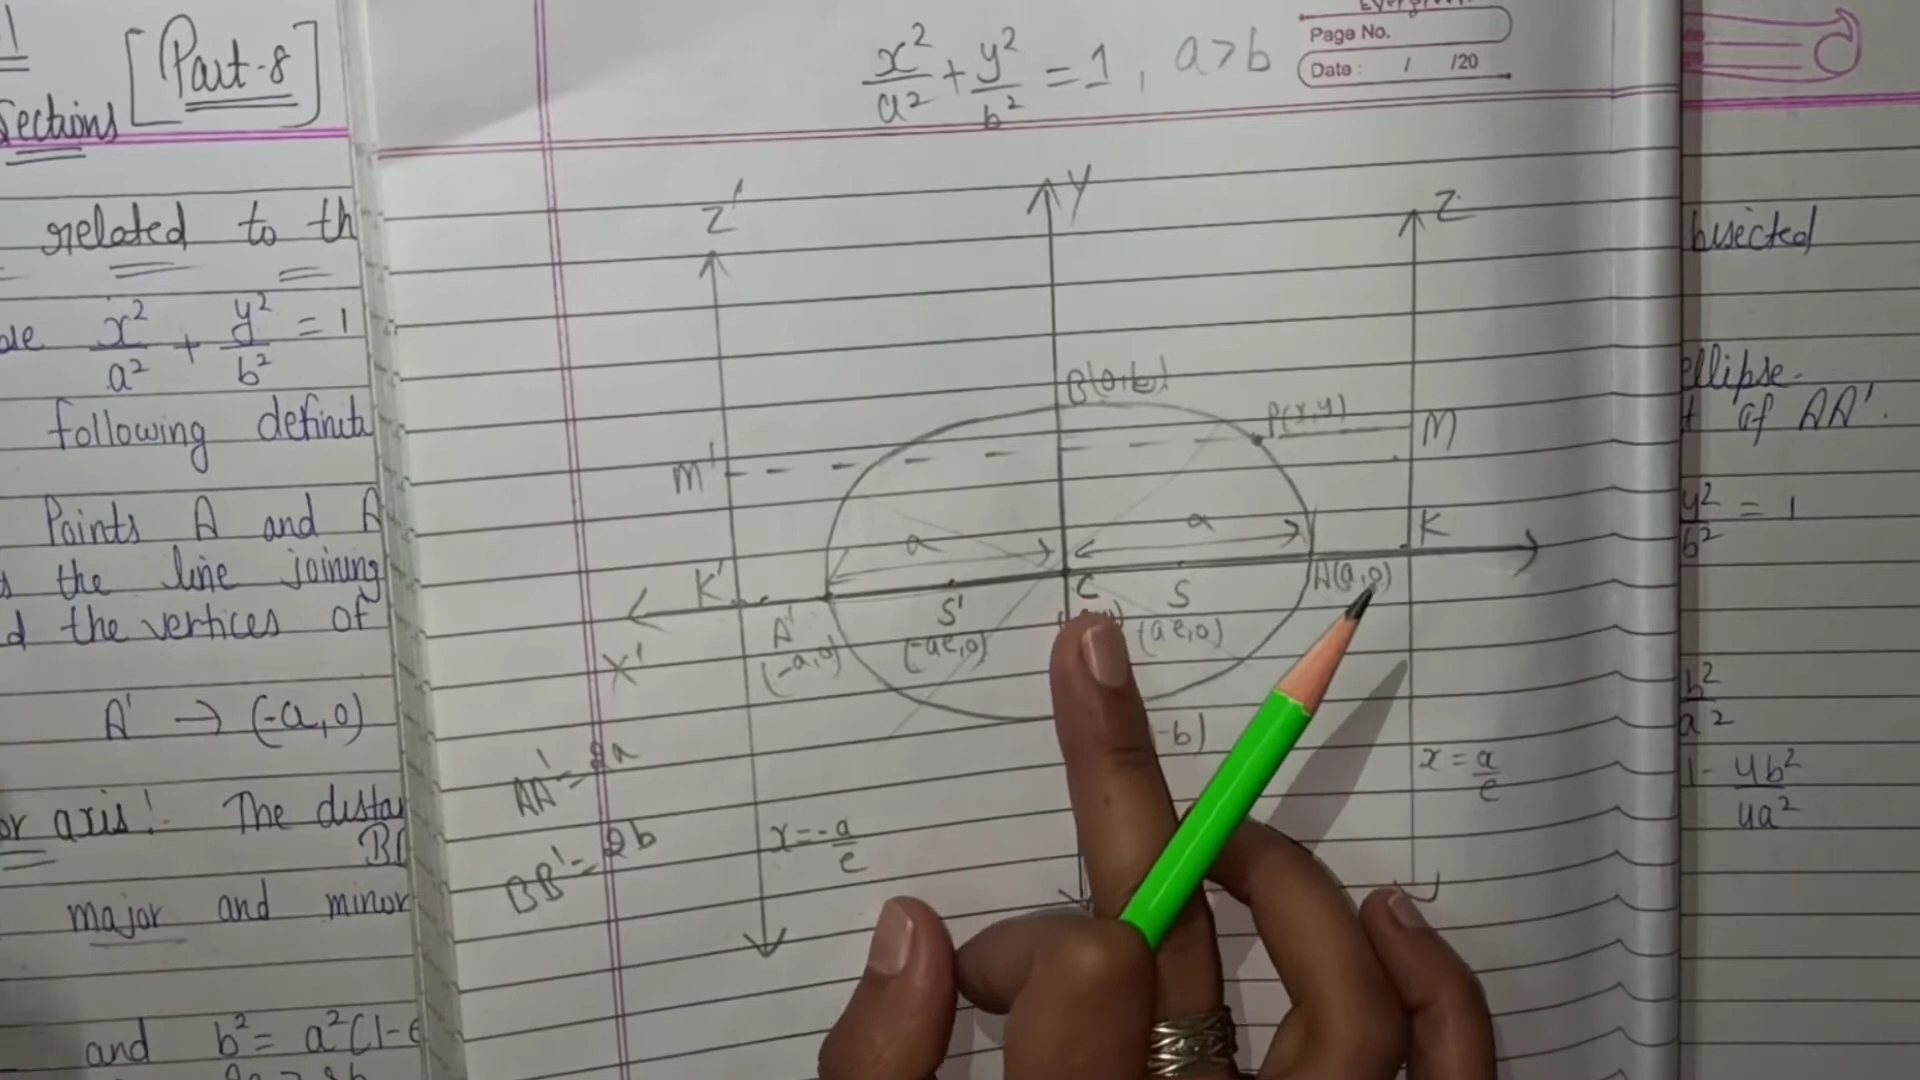 1
[Part-8]
Sections
related to th
x²/a² + y²/b² = 1
following definit
Points A and A
the line joining
the vertices of
A' → (-a,0)
or axis! The dista
major and minor
and b² = a²(1-e
x²/a² + y²/b² = 1, a>b
Page No.
Date : / /20
Z' Y Z
B(0,b)
P(x,y)
M' M
a a
K' K
A' S' C S A(a,0)
(-a,0) (-ae,0) (ae,0)
X'
-b)
AA' = 2a
BB' = 2b
x = -a/e
x = a/e
bisected
ellipse.
of AA'.
y²/b² = 1
b²/a²
1 - 4b²/4a²